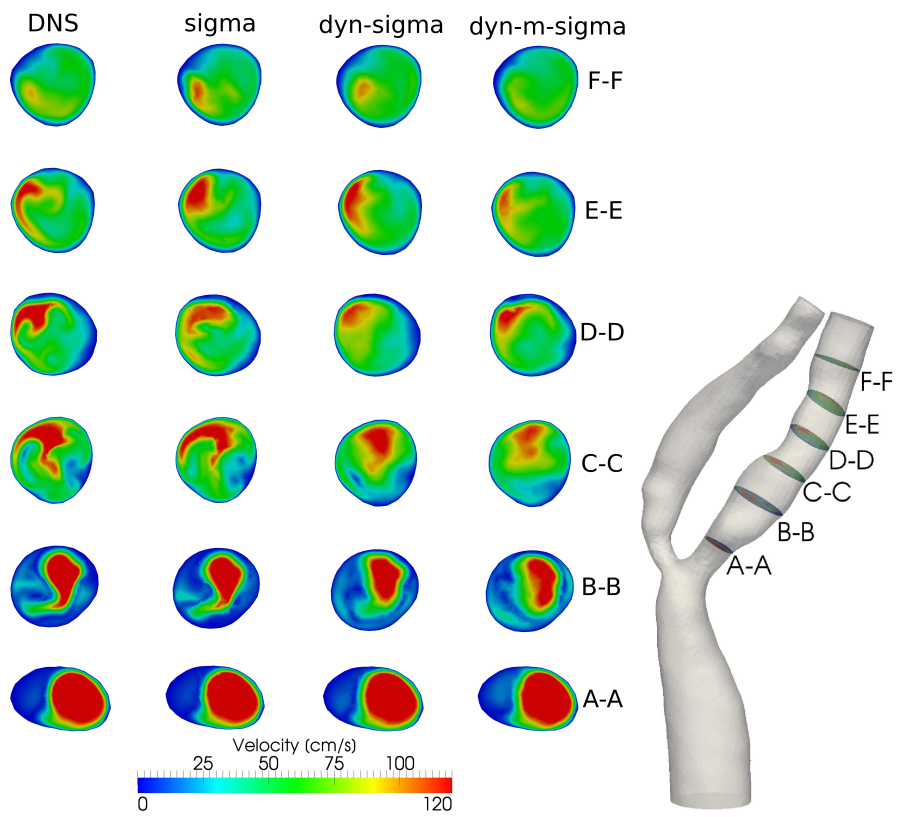 DNS sigma dyn-sigma dyn-m-sigma
F-F
E-E
D-D
C-C
B-B
A-A
F-F
E-E
D-D
C-C
B-B
A-A
Velocity (cm/s)
25 50 75 100
0 120